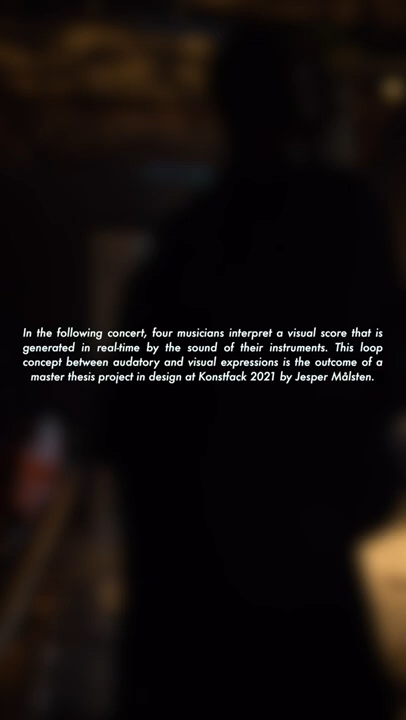 In the following concert, four musicians interpret a visual score that is
generated in real-time by the sound of their instruments. This loop
concept between audatory and visual expressions is the outcome of a
master thesis project in design at Konstfack 2021 by Jesper Målsten.